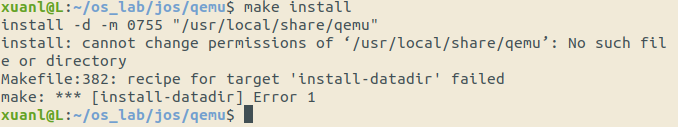 xuanl@L:~/os_lab/jos/qemu$ make install
install -d -m 0755 "/usr/local/share/qemu"
install: cannot change permissions of ‘/usr/local/share/qemu’: No such fil
e or directory
Makefile:382: recipe for target 'install-datadir' failed
make: *** [install-datadir] Error 1
xuanl@L:~/os_lab/jos/qemu$